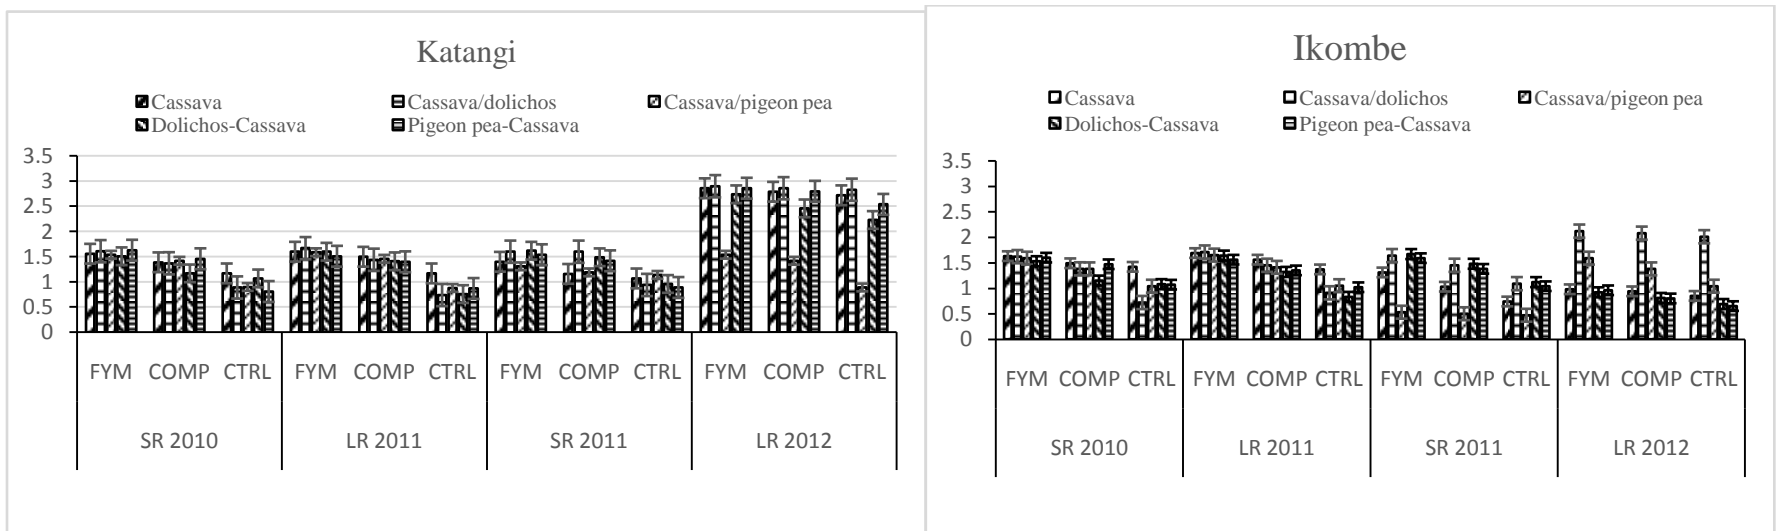 Katangi
Cassava Cassava/dolichos Cassava/pigeon pea
Dolichos-Cassava Pigeon pea-Cassava
3.5
3
2.5
2
1.5
1
0.5
0
FYM COMP CTRL FYM COMP CTRL FYM COMP CTRL FYM COMP CTRL
SR 2010 LR 2011 SR 2011 LR 2012
Ikombe
Cassava Cassava/dolichos Cassava/pigeon pea
Dolichos-Cassava Pigeon pea-Cassava
3.5
3
2.5
2
1.5
1
0.5
0
FYM COMP CTRL FYM COMP CTRL FYM COMP CTRL FYM COMP CTRL
SR 2010 LR 2011 SR 2011 LR 2012